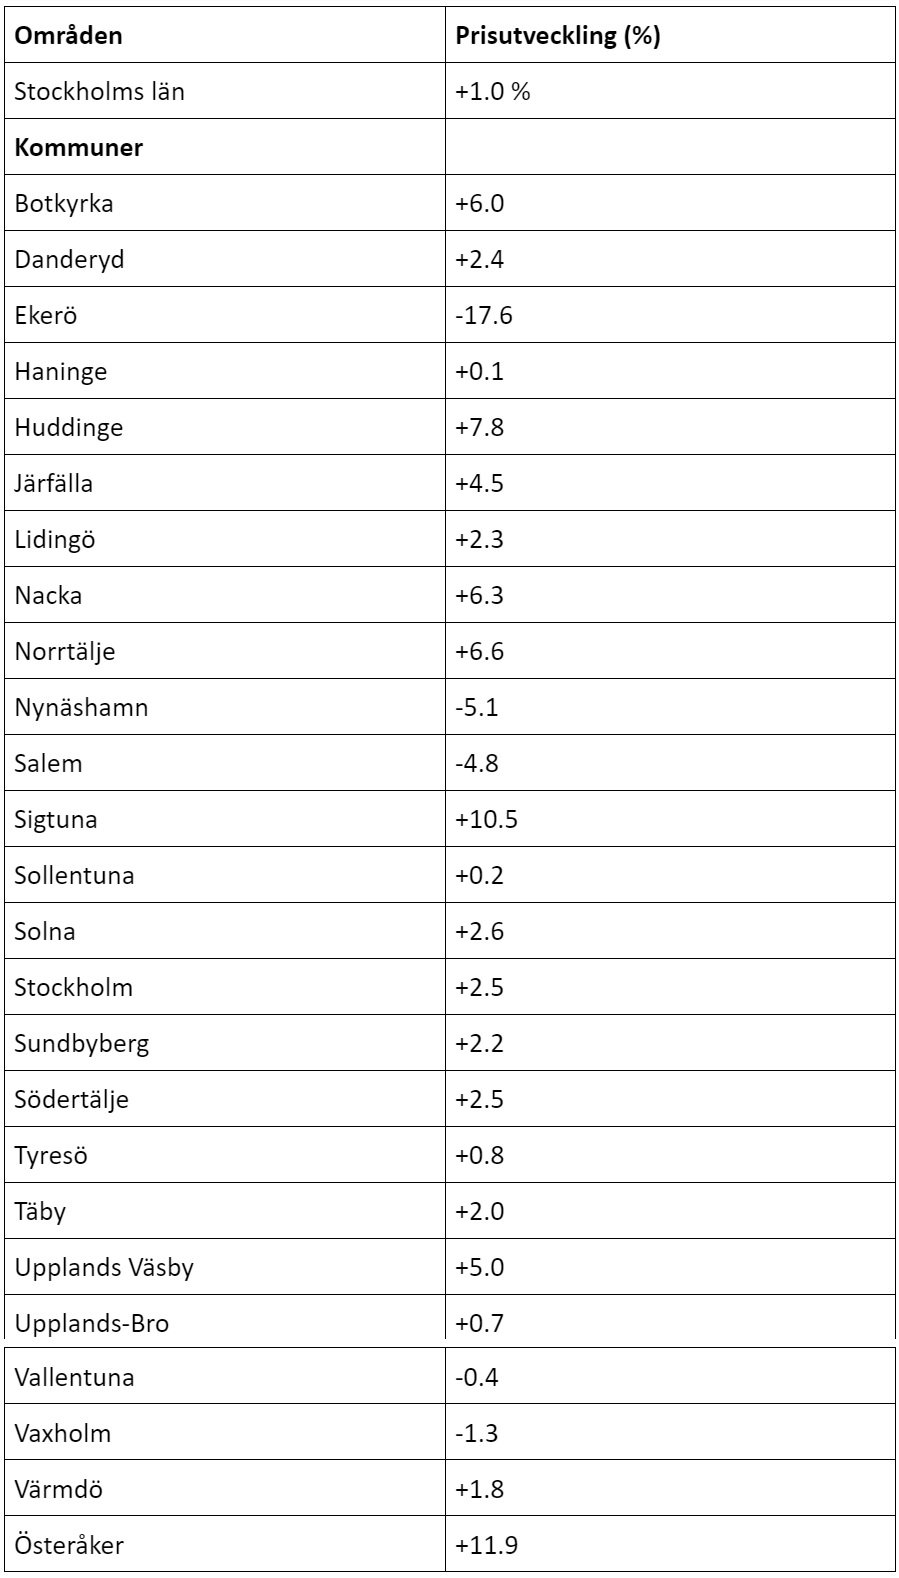 Områden Prisutveckling (%)
Stockholms län +1.0 %
Kommuner
Botkyrka +6.0
Danderyd +2.4
Ekerö -17.6
Haninge +0.1
Huddinge +7.8
Järfälla +4.5
Lidingö +2.3
Nacka +6.3
Norrtälje +6.6
Nynäshamn -5.1
Salem -4.8
Sigtuna +10.5
Sollentuna +0.2
Solna +2.6
Stockholm +2.5
Sundbyberg +2.2
Södertälje +2.5
Tyresö +0.8
Täby +2.0
Upplands Väsby +5.0
Upplands-Bro +0.7
Vallentuna -0.4
Vaxholm -1.3
Värmdö +1.8
Österåker +11.9